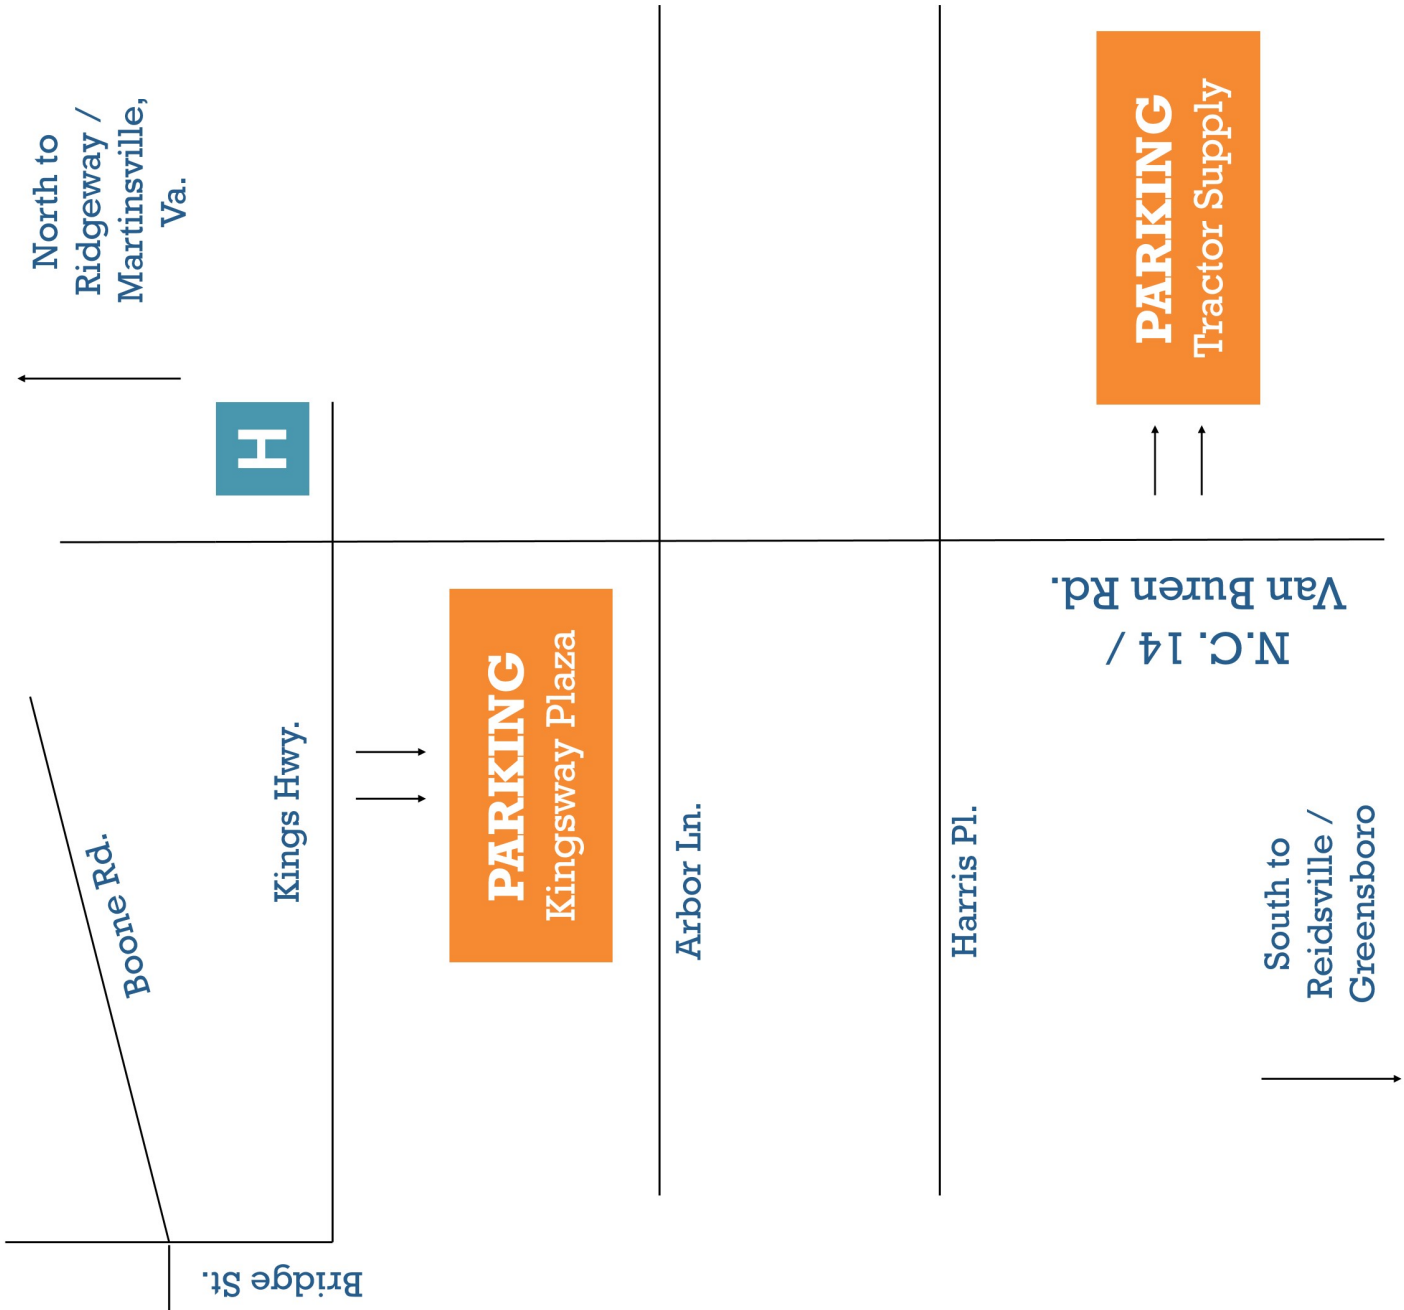 North to
Ridgeway /
Martinsville,
Va.
H
Boone Rd.
Kings Hwy.
PARKING
Kingsway Plaza
Bridge St.
Arbor Ln.
Harris Pl.
PARKING
Tractor Supply
N.C. 14 /
Van Buren Rd.
South to
Reidsville /
Greensboro